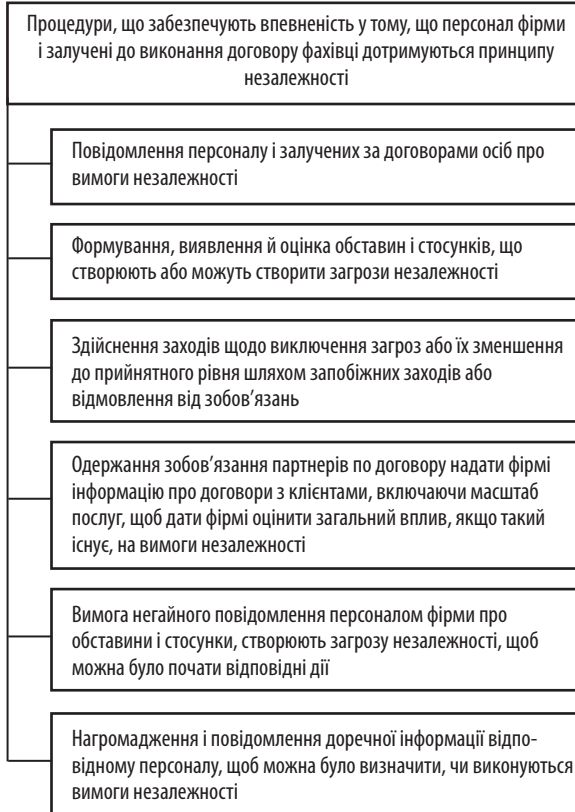 Процедури, що забезпечують впевненість у тому, що персонал фірми
і залучені до виконання договору фахівці дотримуються принципу
незалежності
Повідомлення персоналу і залучених за договорами осіб про
вимоги незалежності
Формування, виявлення й оцінка обставин і стосунків, що
створюють або можуть створити загрози незалежності
Здійснення заходів щодо виключення загроз або їх зменшення
до прийнятного рівня шляхом запобіжних заходів або
відмовлення від зобов’язань
Одержання зобов’язання партнерів по договору надати фірмі
інформацію про договори з клієнтами, включаючи масштаб
послуг, щоб дати фірмі оцінити загальний вплив, якщо такий
існує, на вимоги незалежності
Вимога негайного повідомлення персоналом фірми про
обставини і стосунки, створюють загрозу незалежності, щоб
можна було почати відповідні дії
Нагромадження і повідомлення доречної інформації відпо-
відному персоналу, щоб можна було визначити, чи виконуються
вимоги незалежності